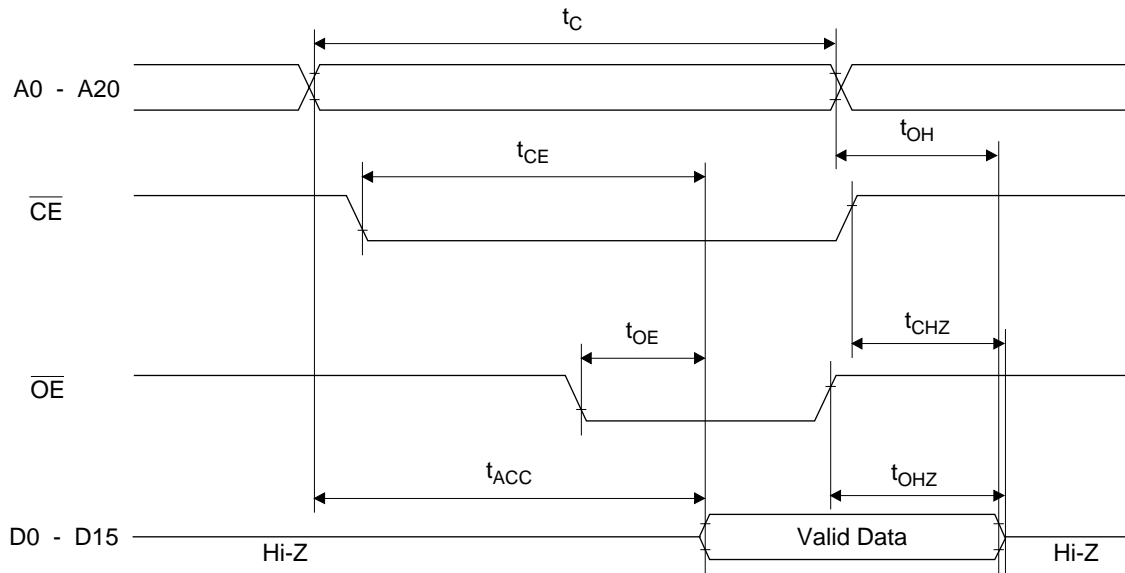 tC
A0 - A20
tOH
tCE
CE
tCHZ
tOE
OE
tACC
tOHZ
D0 - D15
Valid Data
Hi-Z
Hi-Z